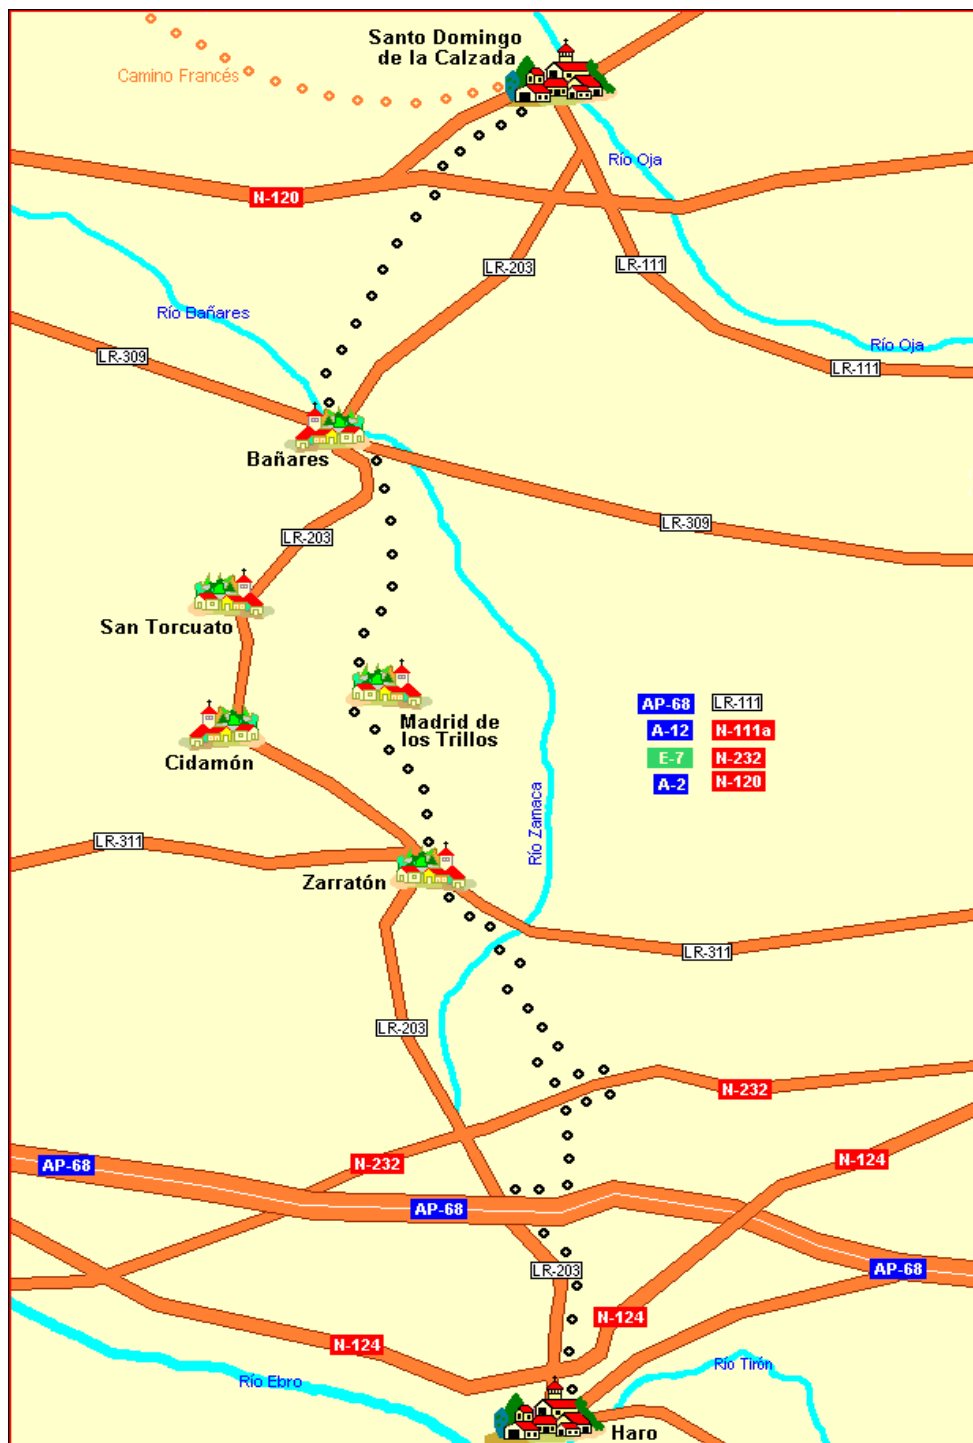 Santo Domingo
de la Calzada
Camino Francés
Río Oja
N-120
LR-203
LR-111
Río Bañares
Río Oja
LR-309
LR-111
Bañares
LR-309
LR-203
San Torcuato
Madrid de
los Trillos
Cidamón
AP-68 LR-111
A-12 N-111a
E-7 N-232
A-2 N-120
Río Zamaca
LR-311
Zarratón
LR-311
LR-203
N-232
N-232
N-124
AP-68
AP-68
LR-203
AP-68
N-124
N-124
Río Tirón
Río Ebro
Haro